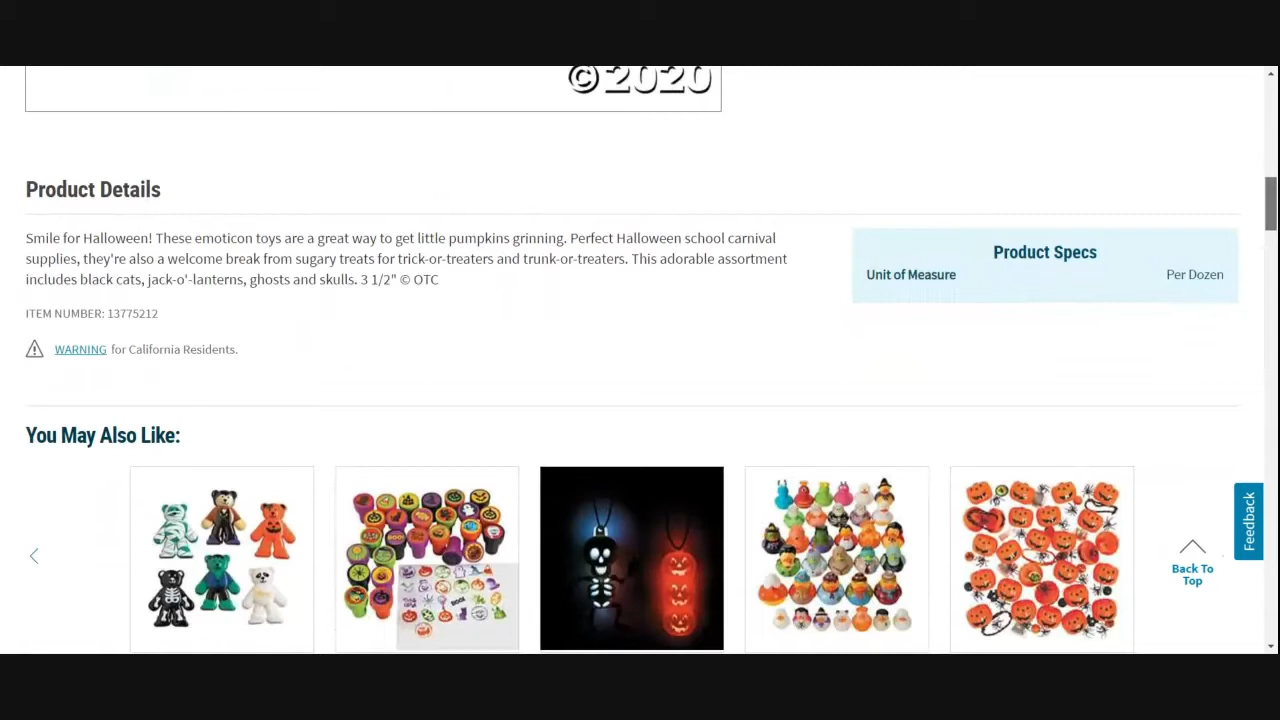 ©2020
Product Details
Smile for Halloween! These emoticon toys are a great way to get little pumpkins grinning. Perfect Halloween school carnival
supplies, they're also a welcome break from sugary treats for trick-or-treaters and trunk-or-treaters. This adorable assortment
includes black cats, jack-o'-lanterns, ghosts and skulls. 3 1/2" © OTC
Product Specs
Unit of Measure Per Dozen
ITEM NUMBER: 13775212
WARNING for California Residents.
You May Also Like:
BOO!
Feedback
Back To
Top